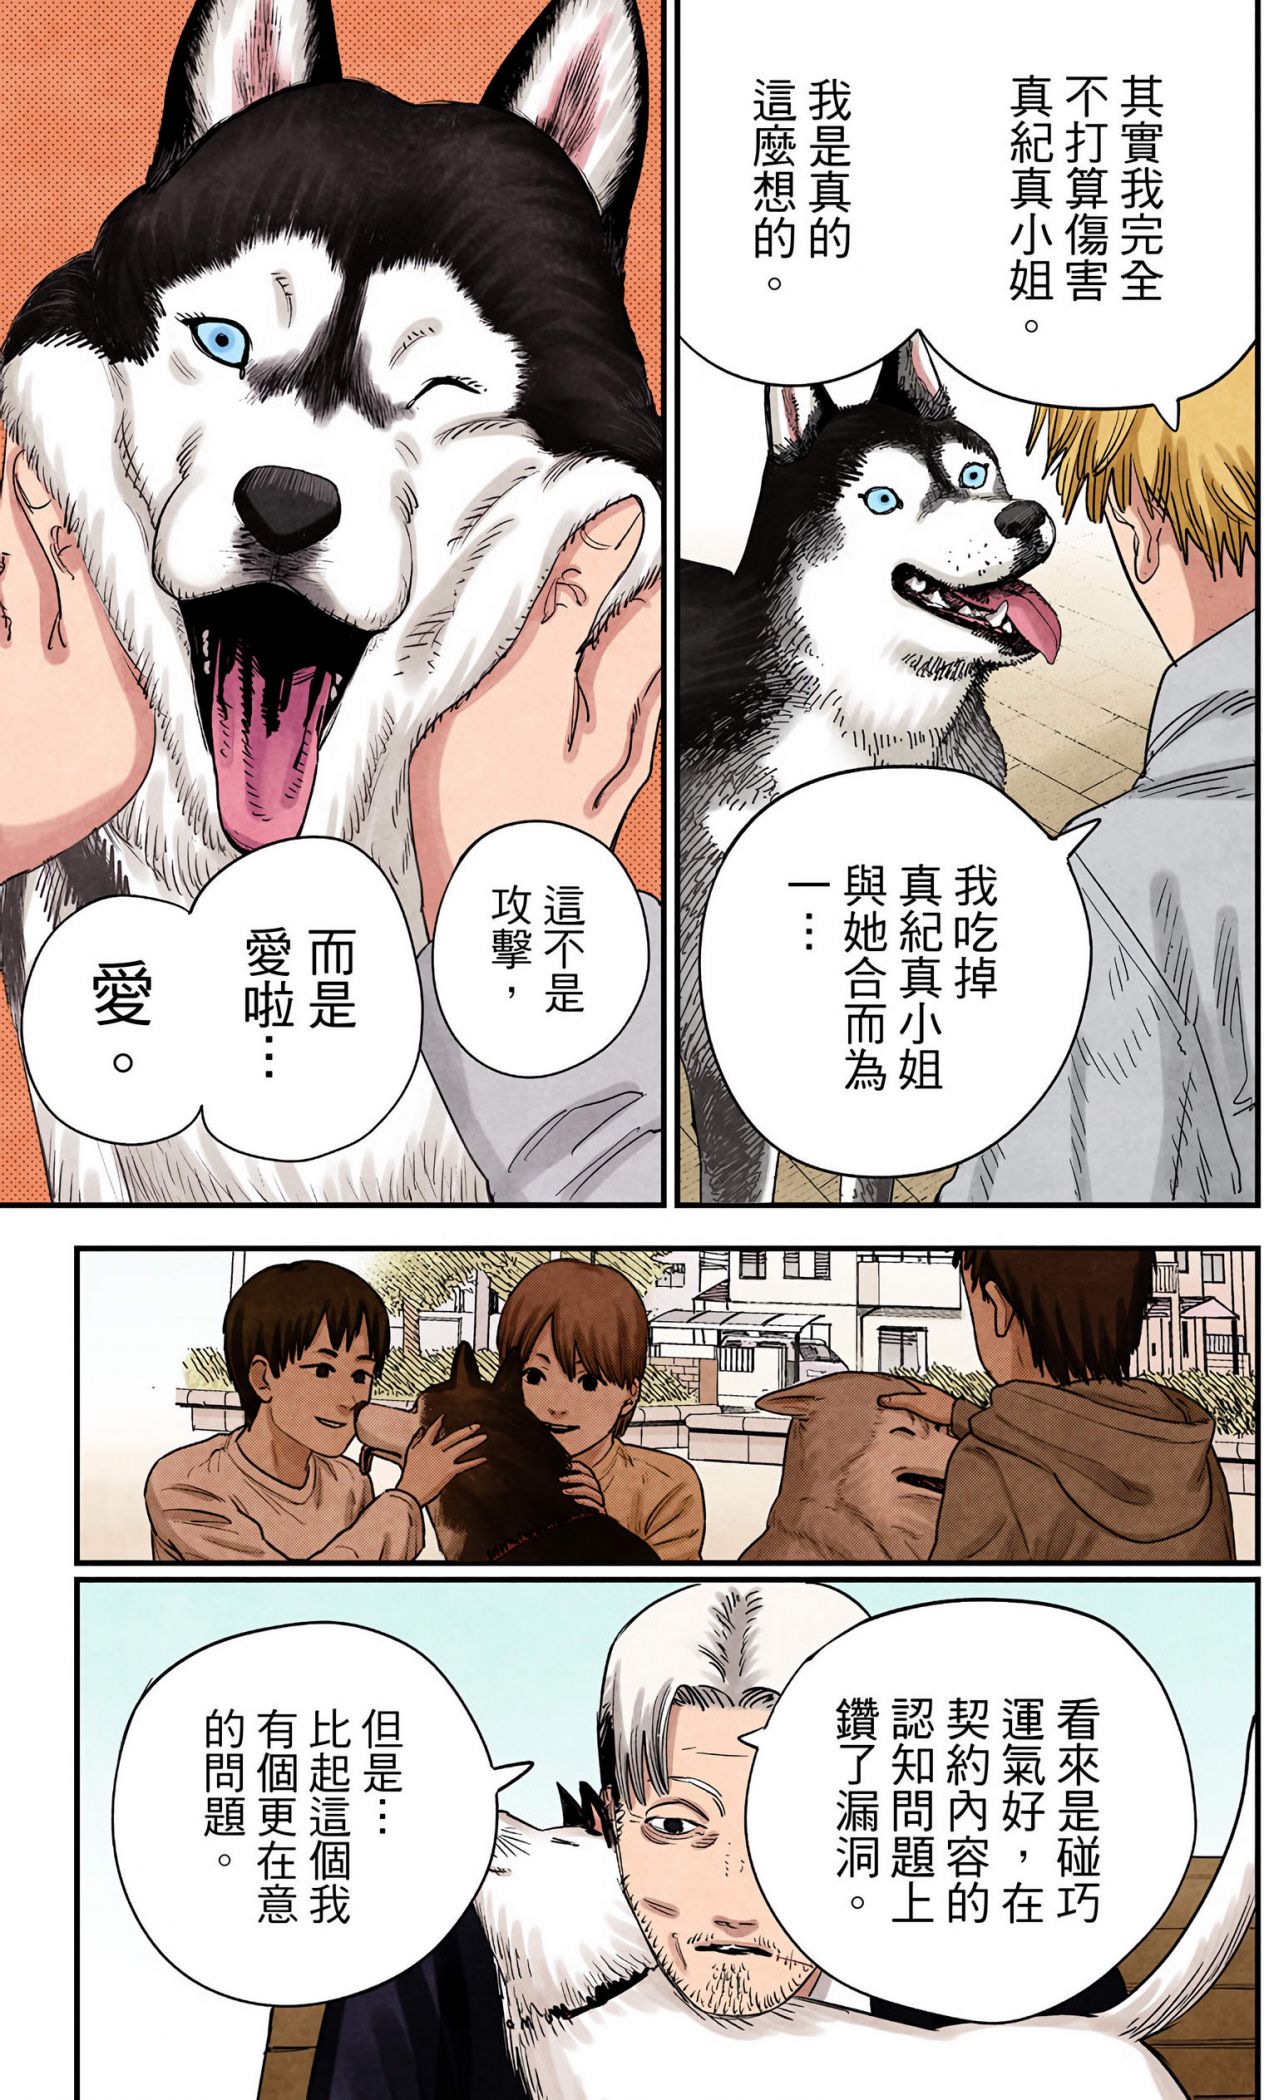 其實我完全
不打算傷害
真紀真小姐。
我是真的
這麼想的。
我吃掉
真紀真小姐
與她合而為
一…
這不是
攻擊，
而是
愛啦…
愛。
看來是碰巧
運氣好，在
契約內容的
認知問題上
鑽了漏洞。
但是…
比起這個我
有個更在意
的問題。